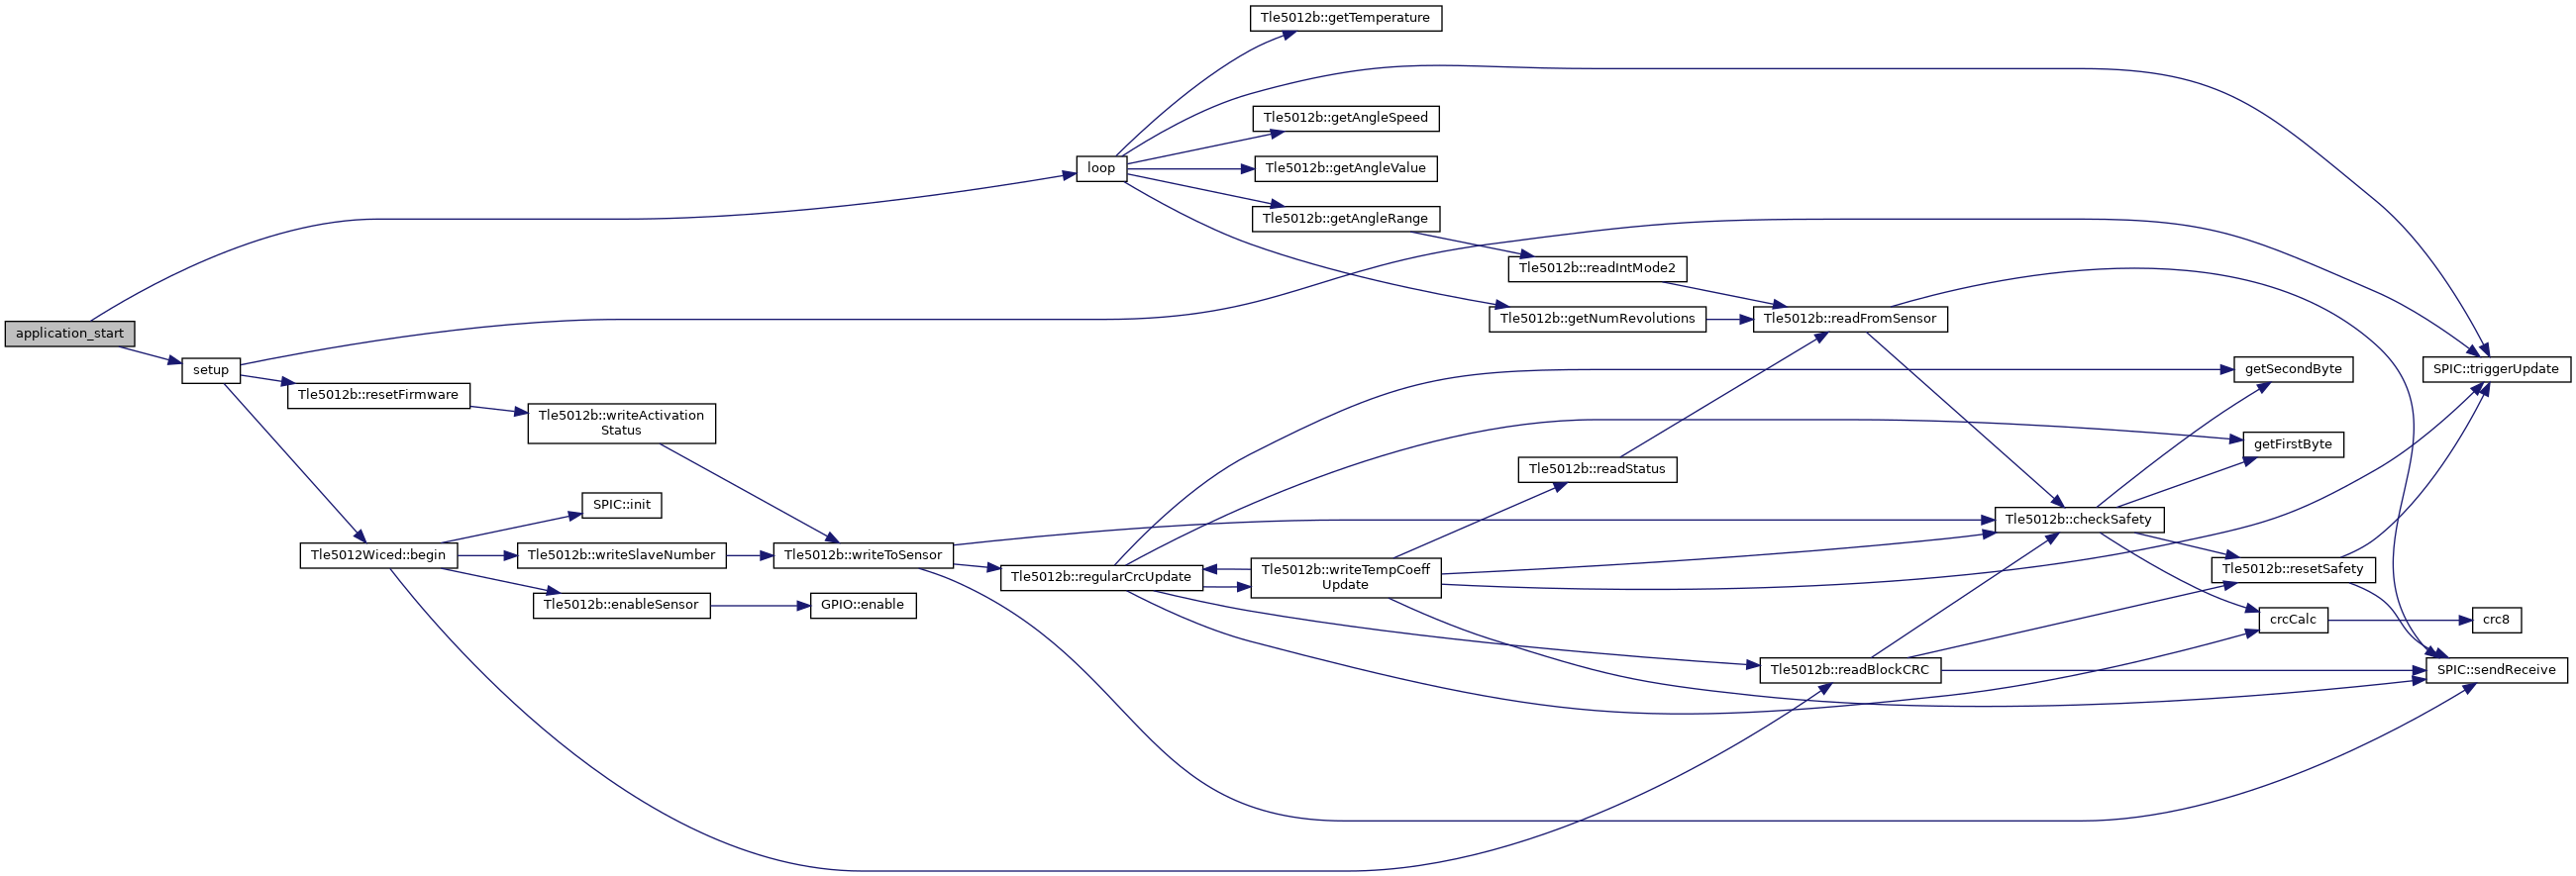 Tle5012b::getTemperature
Tle5012b::getAngleSpeed
loop
Tle5012b::getAngleValue
Tle5012b::getAngleRange
Tle5012b::readIntMode2
Tle5012b::getNumRevolutions
Tle5012b::readFromSensor
application_start
setup
getSecondByte
SPIC::triggerUpdate
Tle5012b::resetFirmware
Tle5012b::writeActivation
Status
getFirstByte
Tle5012b::readStatus
SPIC::init
Tle5012b::checkSafety
Tle5012Wiced::begin
Tle5012b::writeSlaveNumber
Tle5012b::writeToSensor
Tle5012b::regularCrcUpdate
Tle5012b::writeTempCoeff
Update
Tle5012b::resetSafety
Tle5012b::enableSensor
GPIO::enable
crcCalc
crc8
Tle5012b::readBlockCRC
SPIC::sendReceive